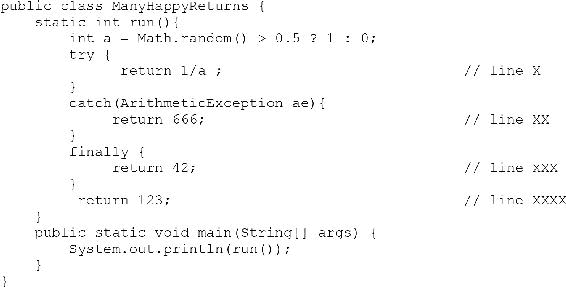 public class ManyHappyReturns {
    static int run(){
        int a = Math.random() > 0.5 ? 1 : 0;
        try {
              return 1/a ;                              // line X
        }
        catch(ArithmeticException ae){
             return 666;                                // line XX
        }
        finally {
             return 42;                                 // line XXX
        }
         return 123;                                    // line XXXX
    }
    public static void main(String[] args) {
        System.out.println(run());
    }
}